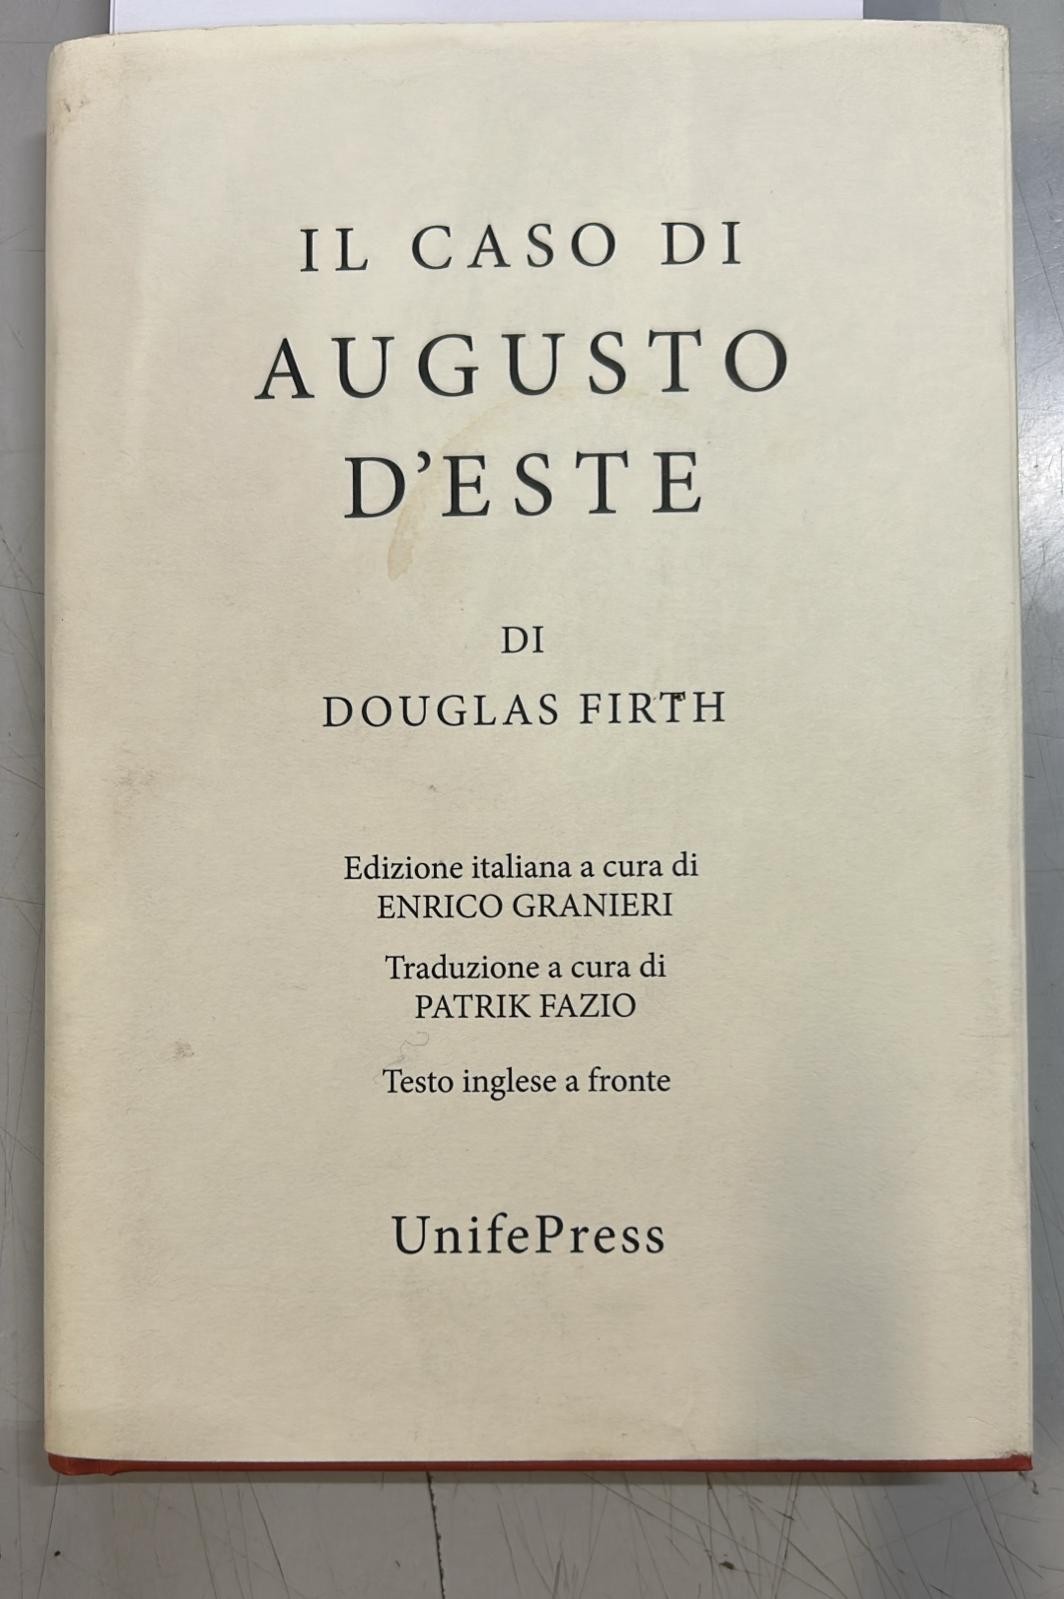 IL CASO DI
AUGUSTO
D’ESTE
DI
DOUGLAS FIRTH
Edizione italiana a cura di
ENRICO GRANIERI
Traduzione a cura di
PATRIK FAZIO
Testo inglese a fronte
UnifePress